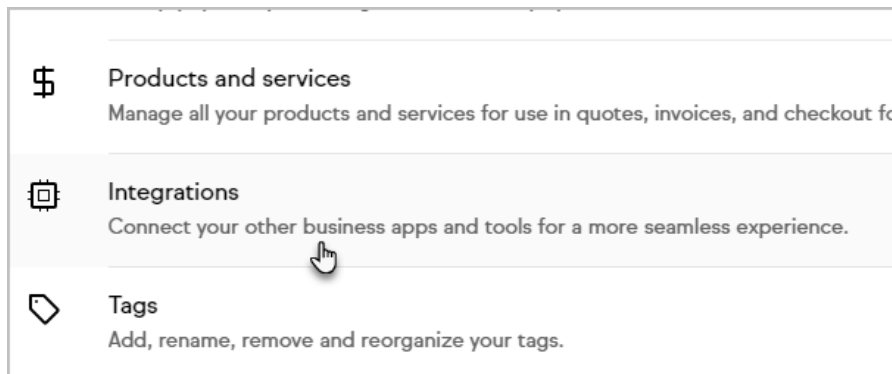 Products and services
Manage all your products and services for use in quotes, invoices, and checkout
Integrations
Connect your other business apps and tools for a more seamless experience.
Tags
Add, rename, remove and reorganize your tags.